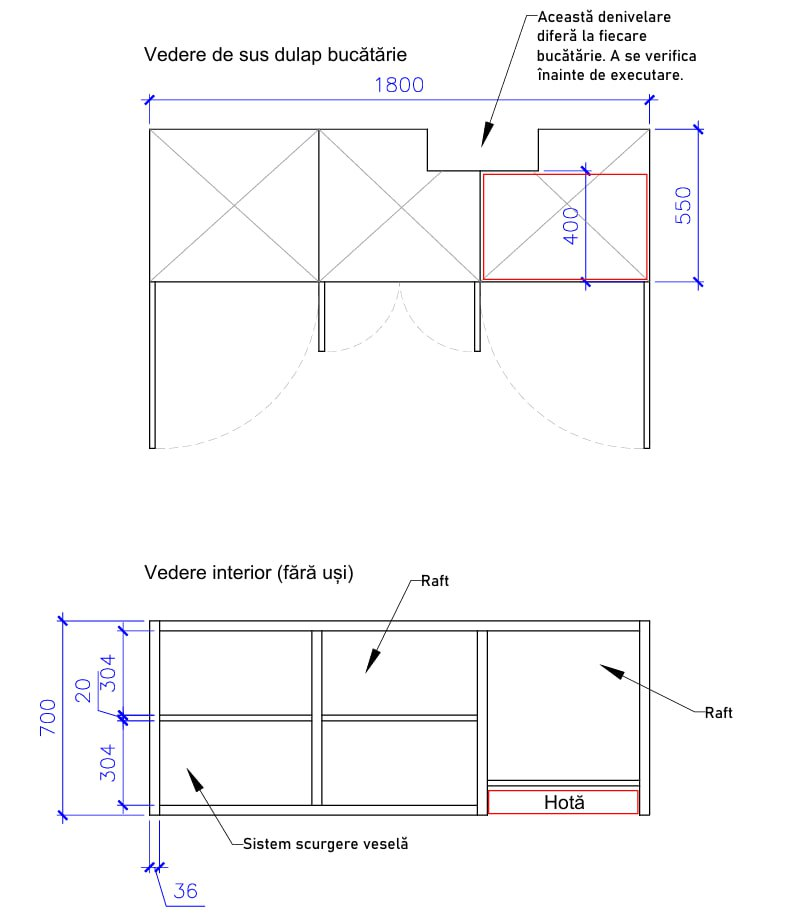 Această denivelare
diferă la fiecare
bucătărie. A se verifica
înainte de executare.
Vedere de sus dulap bucătărie
1800
400
550
Vedere interior (fără uși)
Raft
304
20
700
Raft
304
Hotă
Sistem scurgere veselă
36